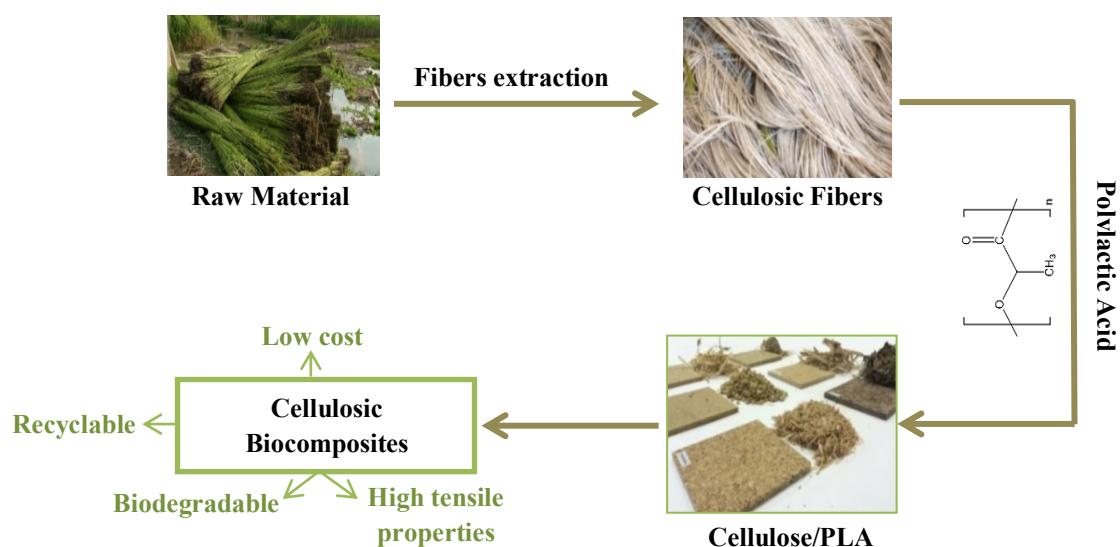 Fibers extraction
Raw Material
Cellulosic Fibers
Polvlactic Acid
n
O
C
CH3
O
Cellulose/PLA
Low cost
Cellulosic
Biocomposites
Recyclable
Biodegradable
High tensile
properties